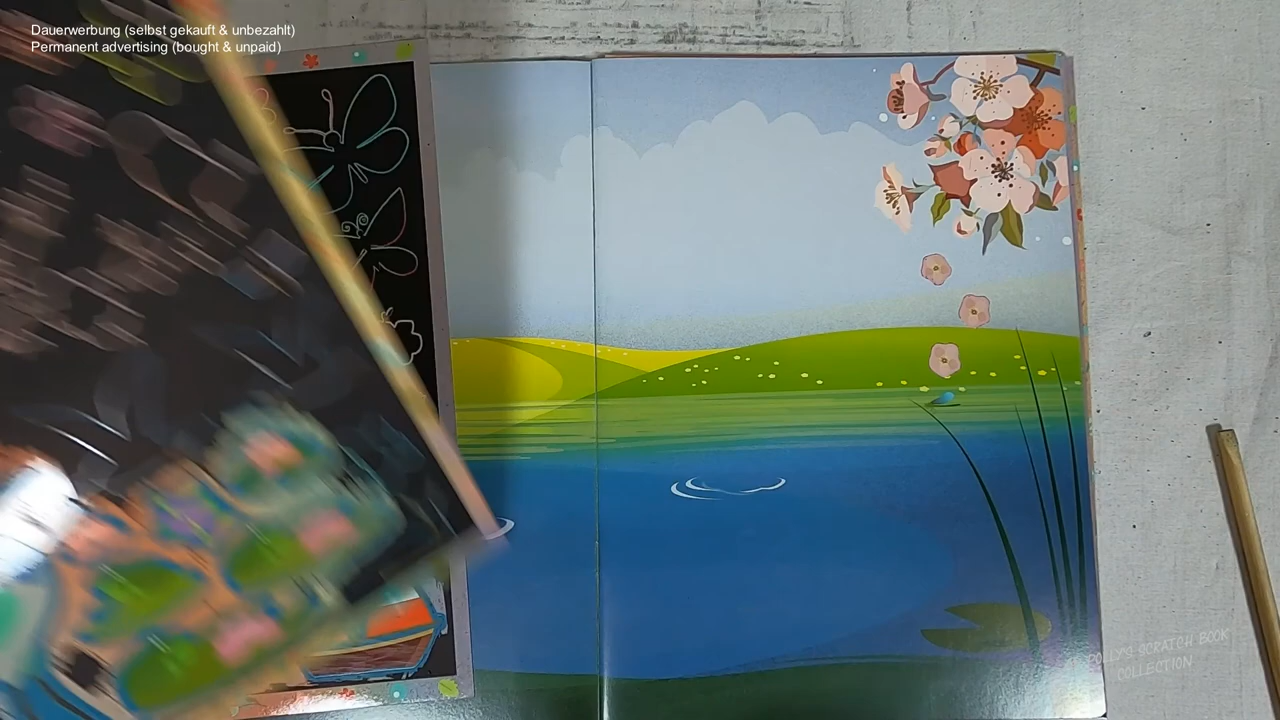 Dauerwerbung (selbst gekauft & unbezahlt)
Permanent advertising (bought & unpaid)
POLLY'S SCRATCH BOOK
COLLECTION